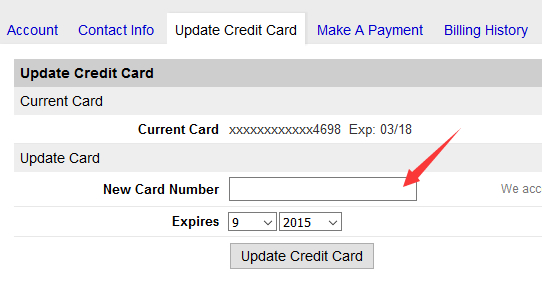 Account Contact Info Update Credit Card Make A Payment Billing History
Update Credit Card
Current Card
Current Card xxxxxxxxxxxx4698 Exp: 03/18
Update Card
New Card Number We acc
Expires 9 2015
Update Credit Card